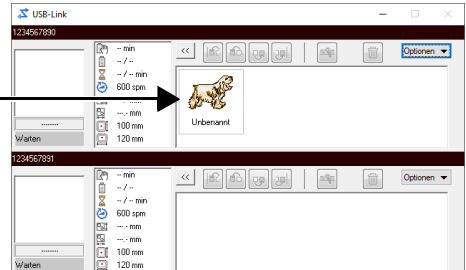 USB-Link
1234567890
-- min
-- / --
-- / -- min
600 spm
---.- mm
---.- mm
100 mm
120 mm
--------
Warten
<<
Optionen
Unbenannt
1234567891
-- min
-- / --
-- / -- min
600 spm
---.- mm
---.- mm
100 mm
120 mm
--------
Warten
<<
Optionen